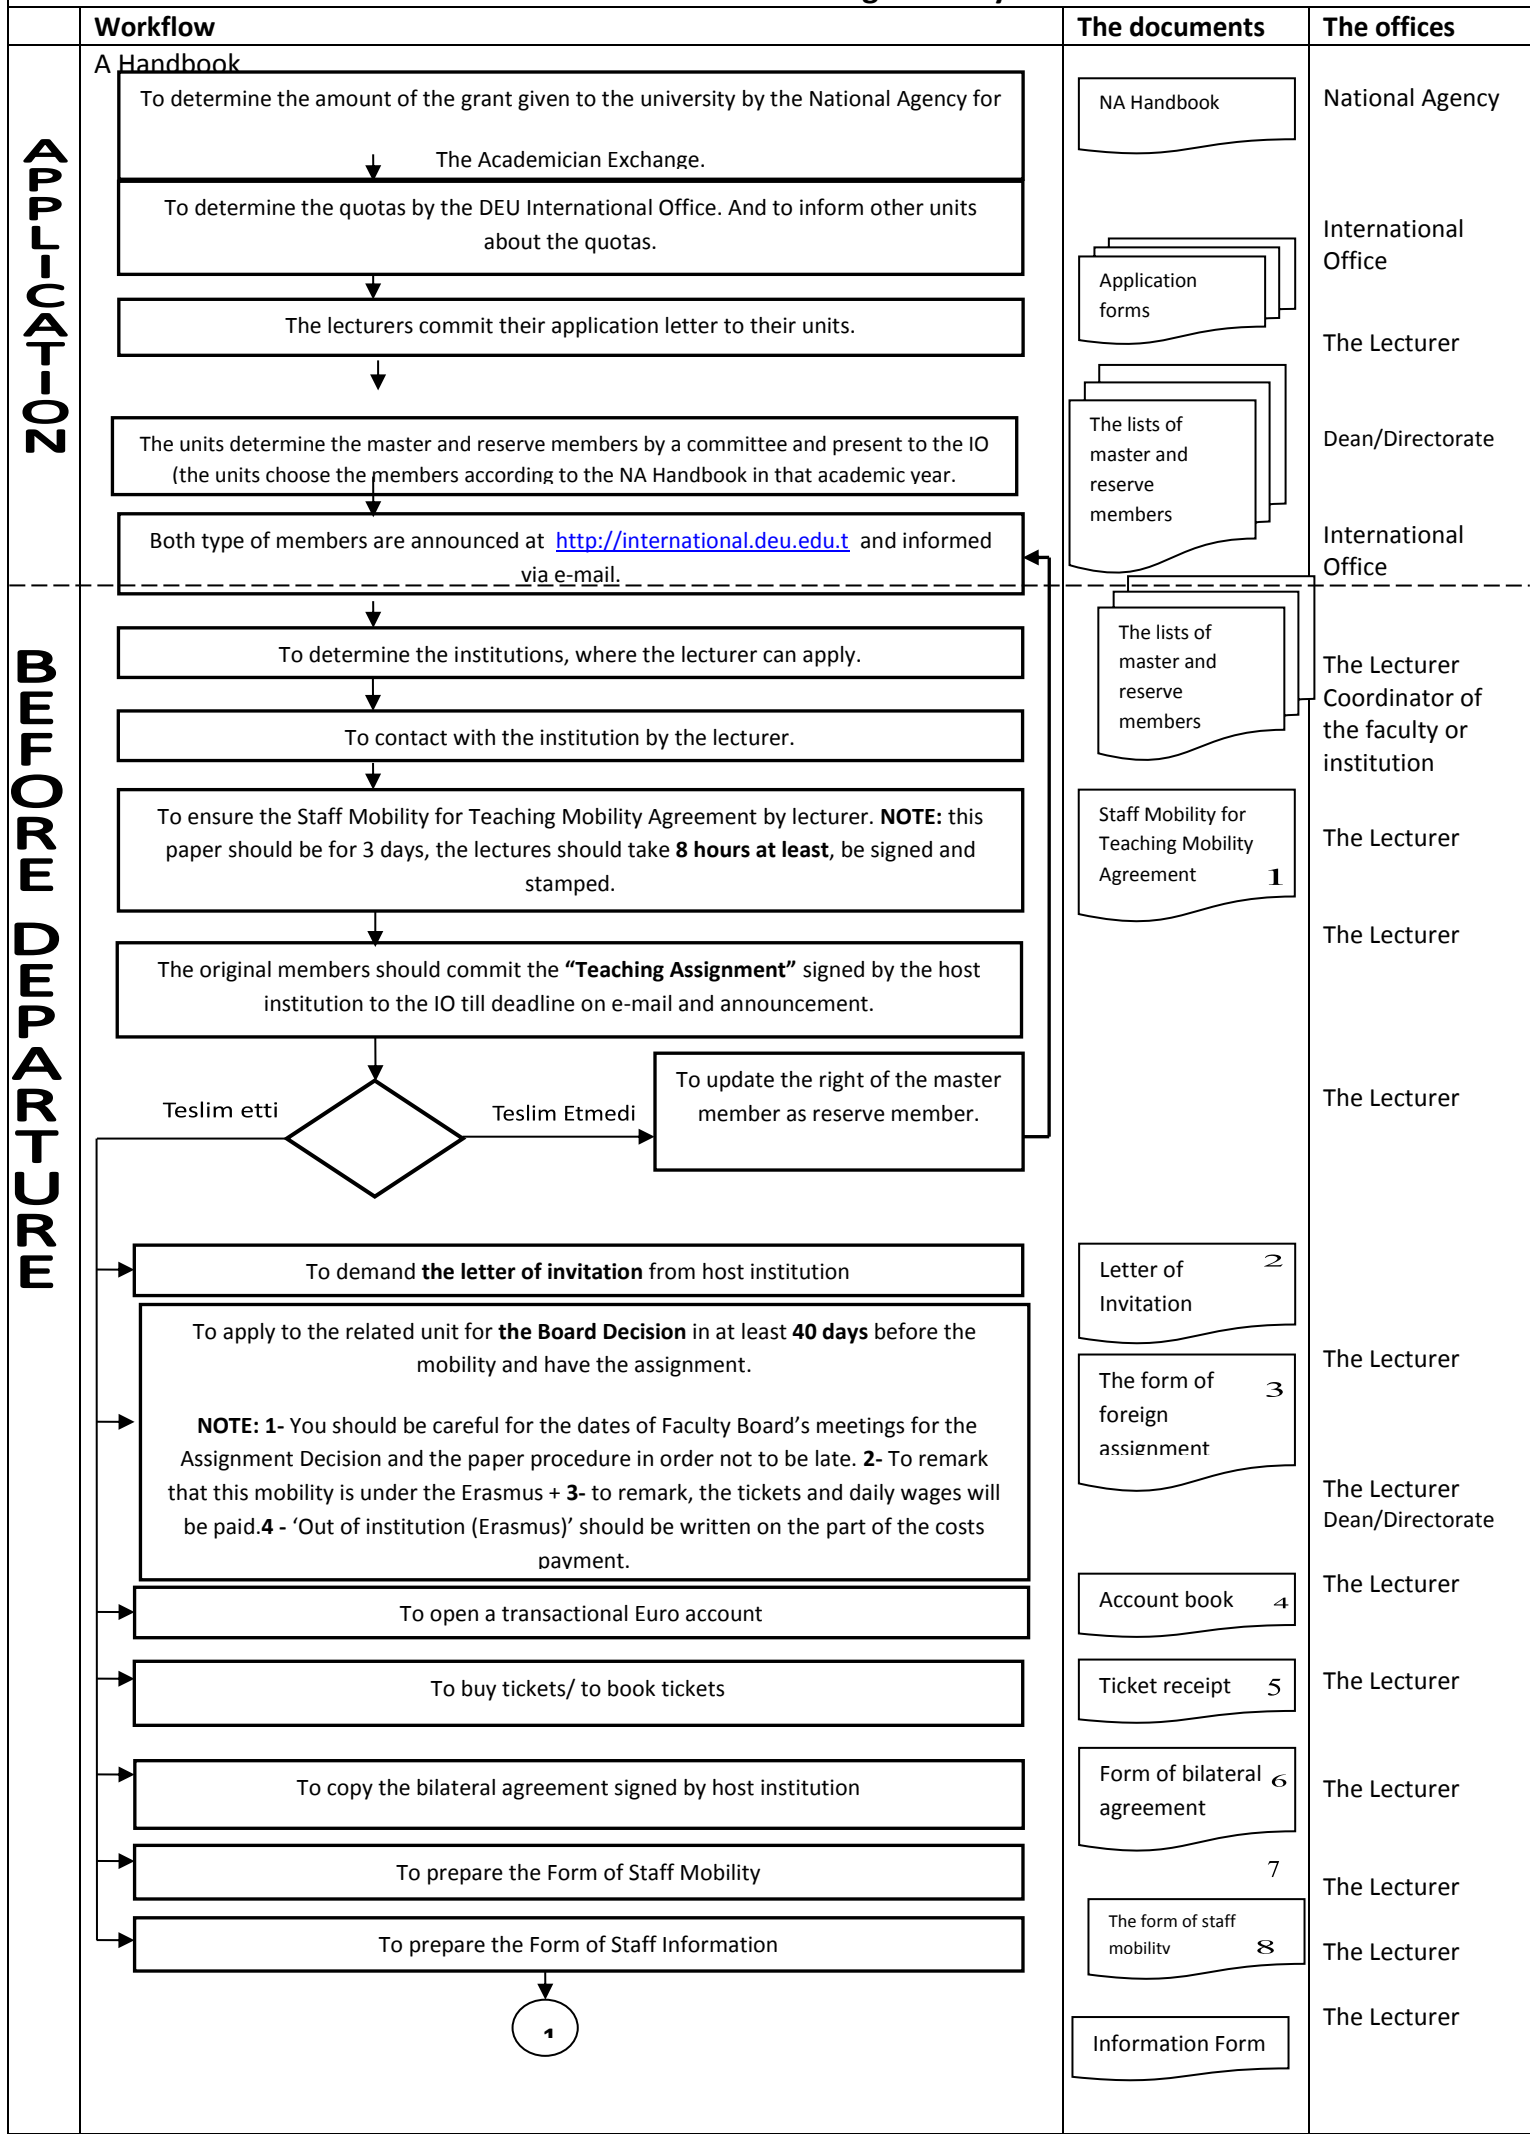 Workflow
The documents
The offices
A Handbook
APPLICATION
To determine the amount of the grant given to the university by the National Agency for
The Academician Exchange.
NA Handbook
National Agency
To determine the quotas by the DEU International Office. And to inform other units
about the quotas.
International
Office
Application
forms
The lecturers commit their application letter to their units.
The Lecturer
The units determine the master and reserve members by a committee and present to the IO
(the units choose the members according to the NA Handbook in that academic year.
The lists of
master and
reserve
members
Dean/Directorate
Both type of members are announced at http://international.deu.edu.t and informed
via e-mail.
International
Office
BEFORE DEPARTURE
To determine the institutions, where the lecturer can apply.
The lists of
master and
reserve
members
The Lecturer
Coordinator of
the faculty or
institution
To contact with the institution by the lecturer.
To ensure the Staff Mobility for Teaching Mobility Agreement by lecturer. NOTE: this
paper should be for 3 days, the lectures should take 8 hours at least, be signed and
stamped.
Staff Mobility for
Teaching Mobility
Agreement 1
The Lecturer
The original members should commit the “Teaching Assignment” signed by the host
institution to the IO till deadline on e-mail and announcement.
The Lecturer
Teslim etti
Teslim Etmedi
To update the right of the master
member as reserve member.
The Lecturer
To demand the letter of invitation from host institution
Letter of 2
Invitation
To apply to the related unit for the Board Decision in at least 40 days before the
mobility and have the assignment.
NOTE: 1- You should be careful for the dates of Faculty Board’s meetings for the
Assignment Decision and the paper procedure in order not to be late. 2- To remark
that this mobility is under the Erasmus + 3- to remark, the tickets and daily wages will
be paid.4 - ‘Out of institution (Erasmus)’ should be written on the part of the costs
payment.
The form of 3
foreign
assignment
The Lecturer
The Lecturer
Dean/Directorate
To open a transactional Euro account
Account book 4
The Lecturer
To buy tickets/ to book tickets
Ticket receipt 5
The Lecturer
To copy the bilateral agreement signed by host institution
Form of bilateral 6
agreement
The Lecturer
To prepare the Form of Staff Mobility
7
The Lecturer
To prepare the Form of Staff Information
The form of staff
mobility 8
The Lecturer
1
Information Form
The Lecturer